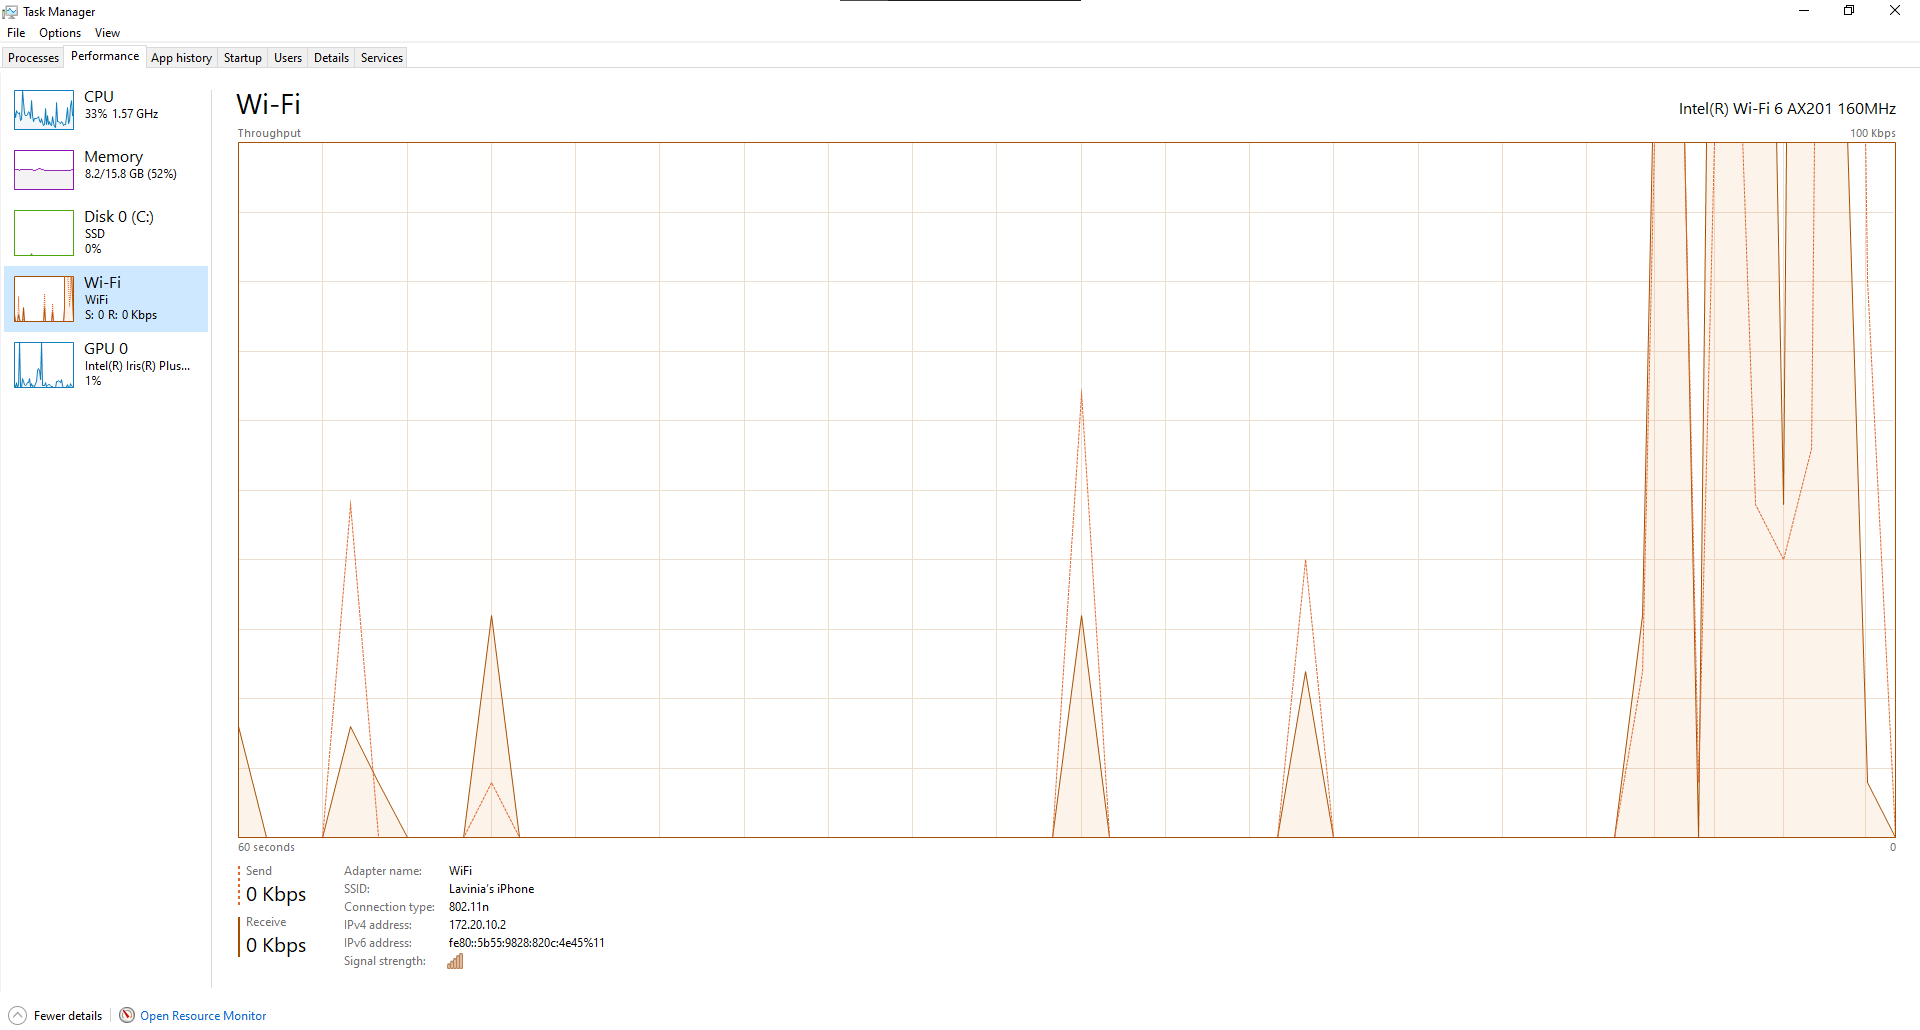 Task Manager
File Options View
Processes Performance App history Startup Users Details Services
CPU
33% 1.57 GHz
Memory
8.2/15.8 GB (52%)
Disk 0 (C:)
SSD
0%
Wi-Fi
WiFi
S: 0 R: 0 Kbps
GPU 0
Intel(R) Iris(R) Plus...
1%
Wi-Fi
Intel(R) Wi-Fi 6 AX201 160MHz
Throughput
100 Kbps
60 seconds
0
Send
0 Kbps
Receive
0 Kbps
Adapter name: WiFi
SSID: Lavinia's iPhone
Connection type: 802.11n
IPv4 address: 172.20.10.2
IPv6 address: fe80::5b55:9828:820c:4e45%11
Signal strength:
Fewer details
Open Resource Monitor